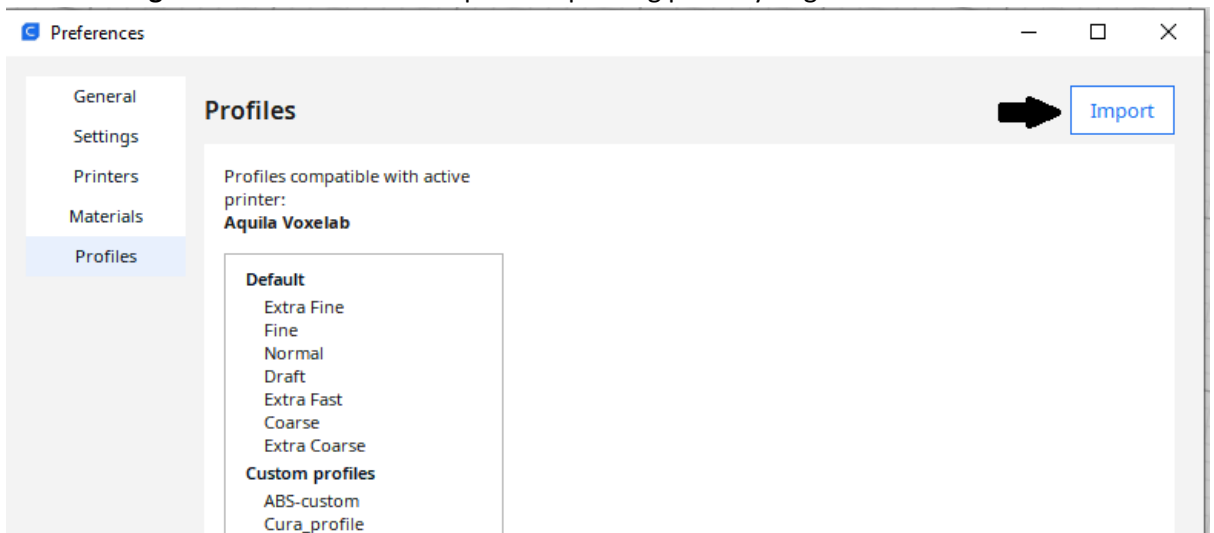 Preferences
General
Settings
Printers
Materials
Profiles
Profiles
Import
Profiles compatible with active
printer:
Aquila Voxelab
Default
Extra Fine
Fine
Normal
Draft
Extra Fast
Coarse
Extra Coarse
Custom profiles
ABS-custom
Cura_profile